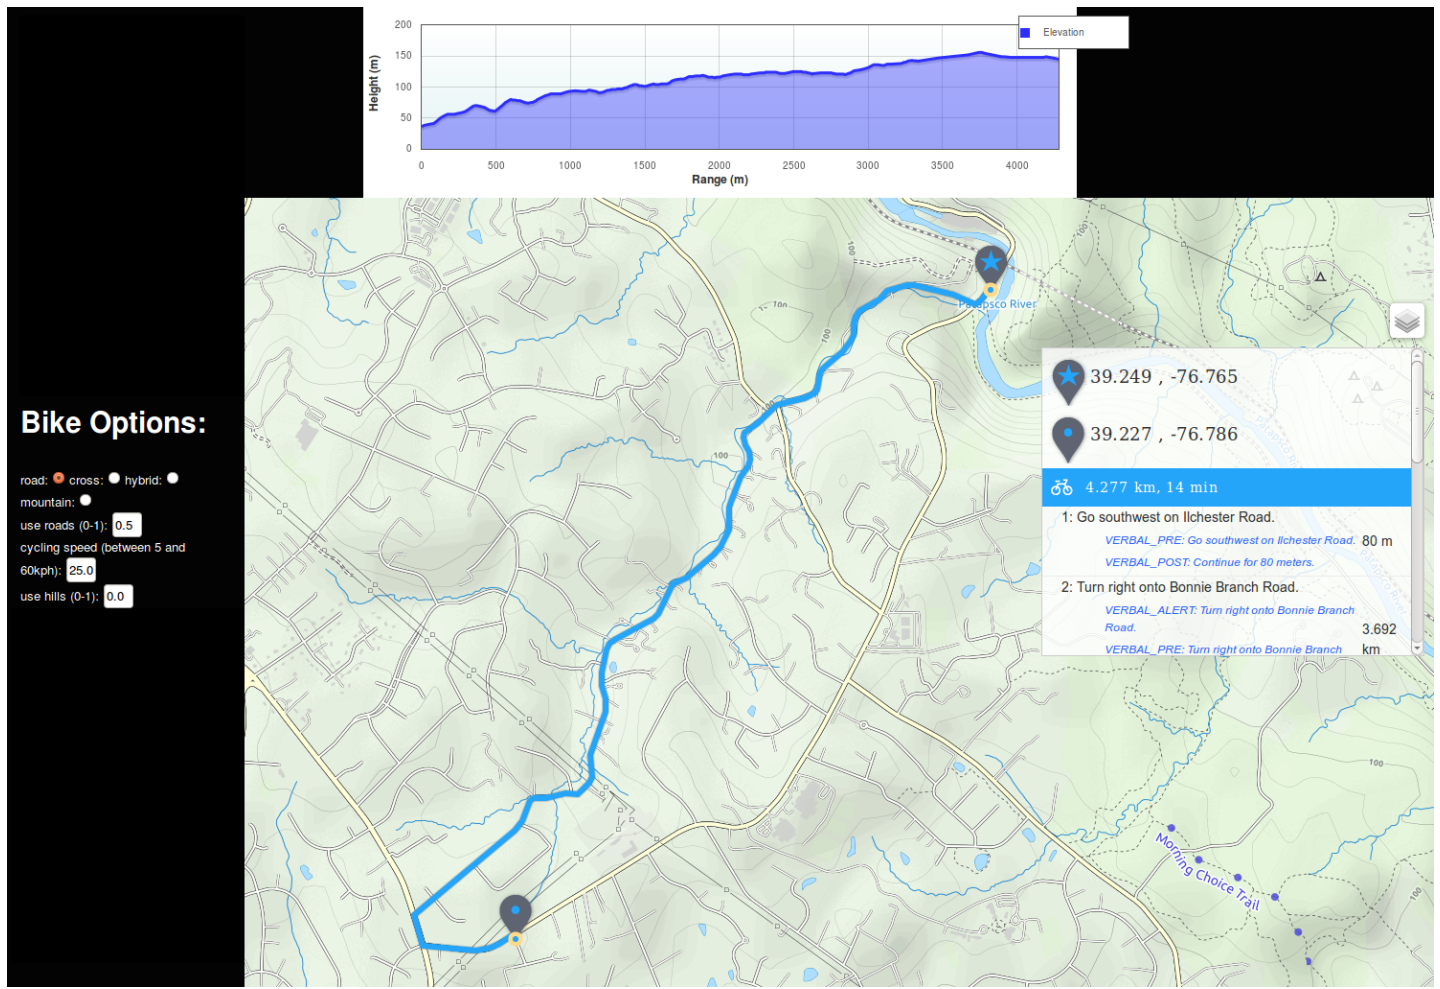 200
150
100
50
0
Height (m)
0 500 1000 1500 2000 2500 3000 3500 4000
Range (m)
Elevation
Bike Options:
road: cross: hybrid:
mountain:
use roads (0-1): 0.5
cycling speed (between 5 and
60kph): 25.0
use hills (0-1): 0.0
100
100
100
100
Patapsco River
100
100
100
100
Morning Choice Trail
39.249 , -76.765
39.227 , -76.786
4.277 km, 14 min
1: Go southwest on Ilchester Road.
VERBAL_PRE: Go southwest on Ilchester Road. 80 m
VERBAL_POST: Continue for 80 meters.
2: Turn right onto Bonnie Branch Road.
VERBAL_ALERT: Turn right onto Bonnie Branch
Road. 3.692
VERBAL_PRE: Turn right onto Bonnie Branch km